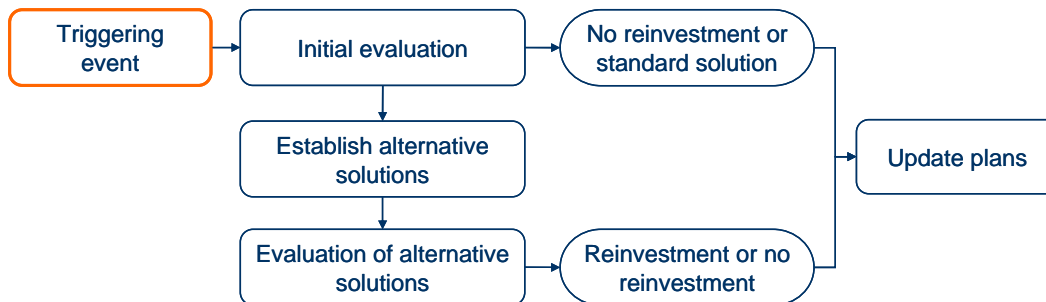 Triggering
event
Initial evaluation
No reinvestment or
standard solution
Establish alternative
solutions
Update plans
Evaluation of alternative
solutions
Reinvestment or no
reinvestment